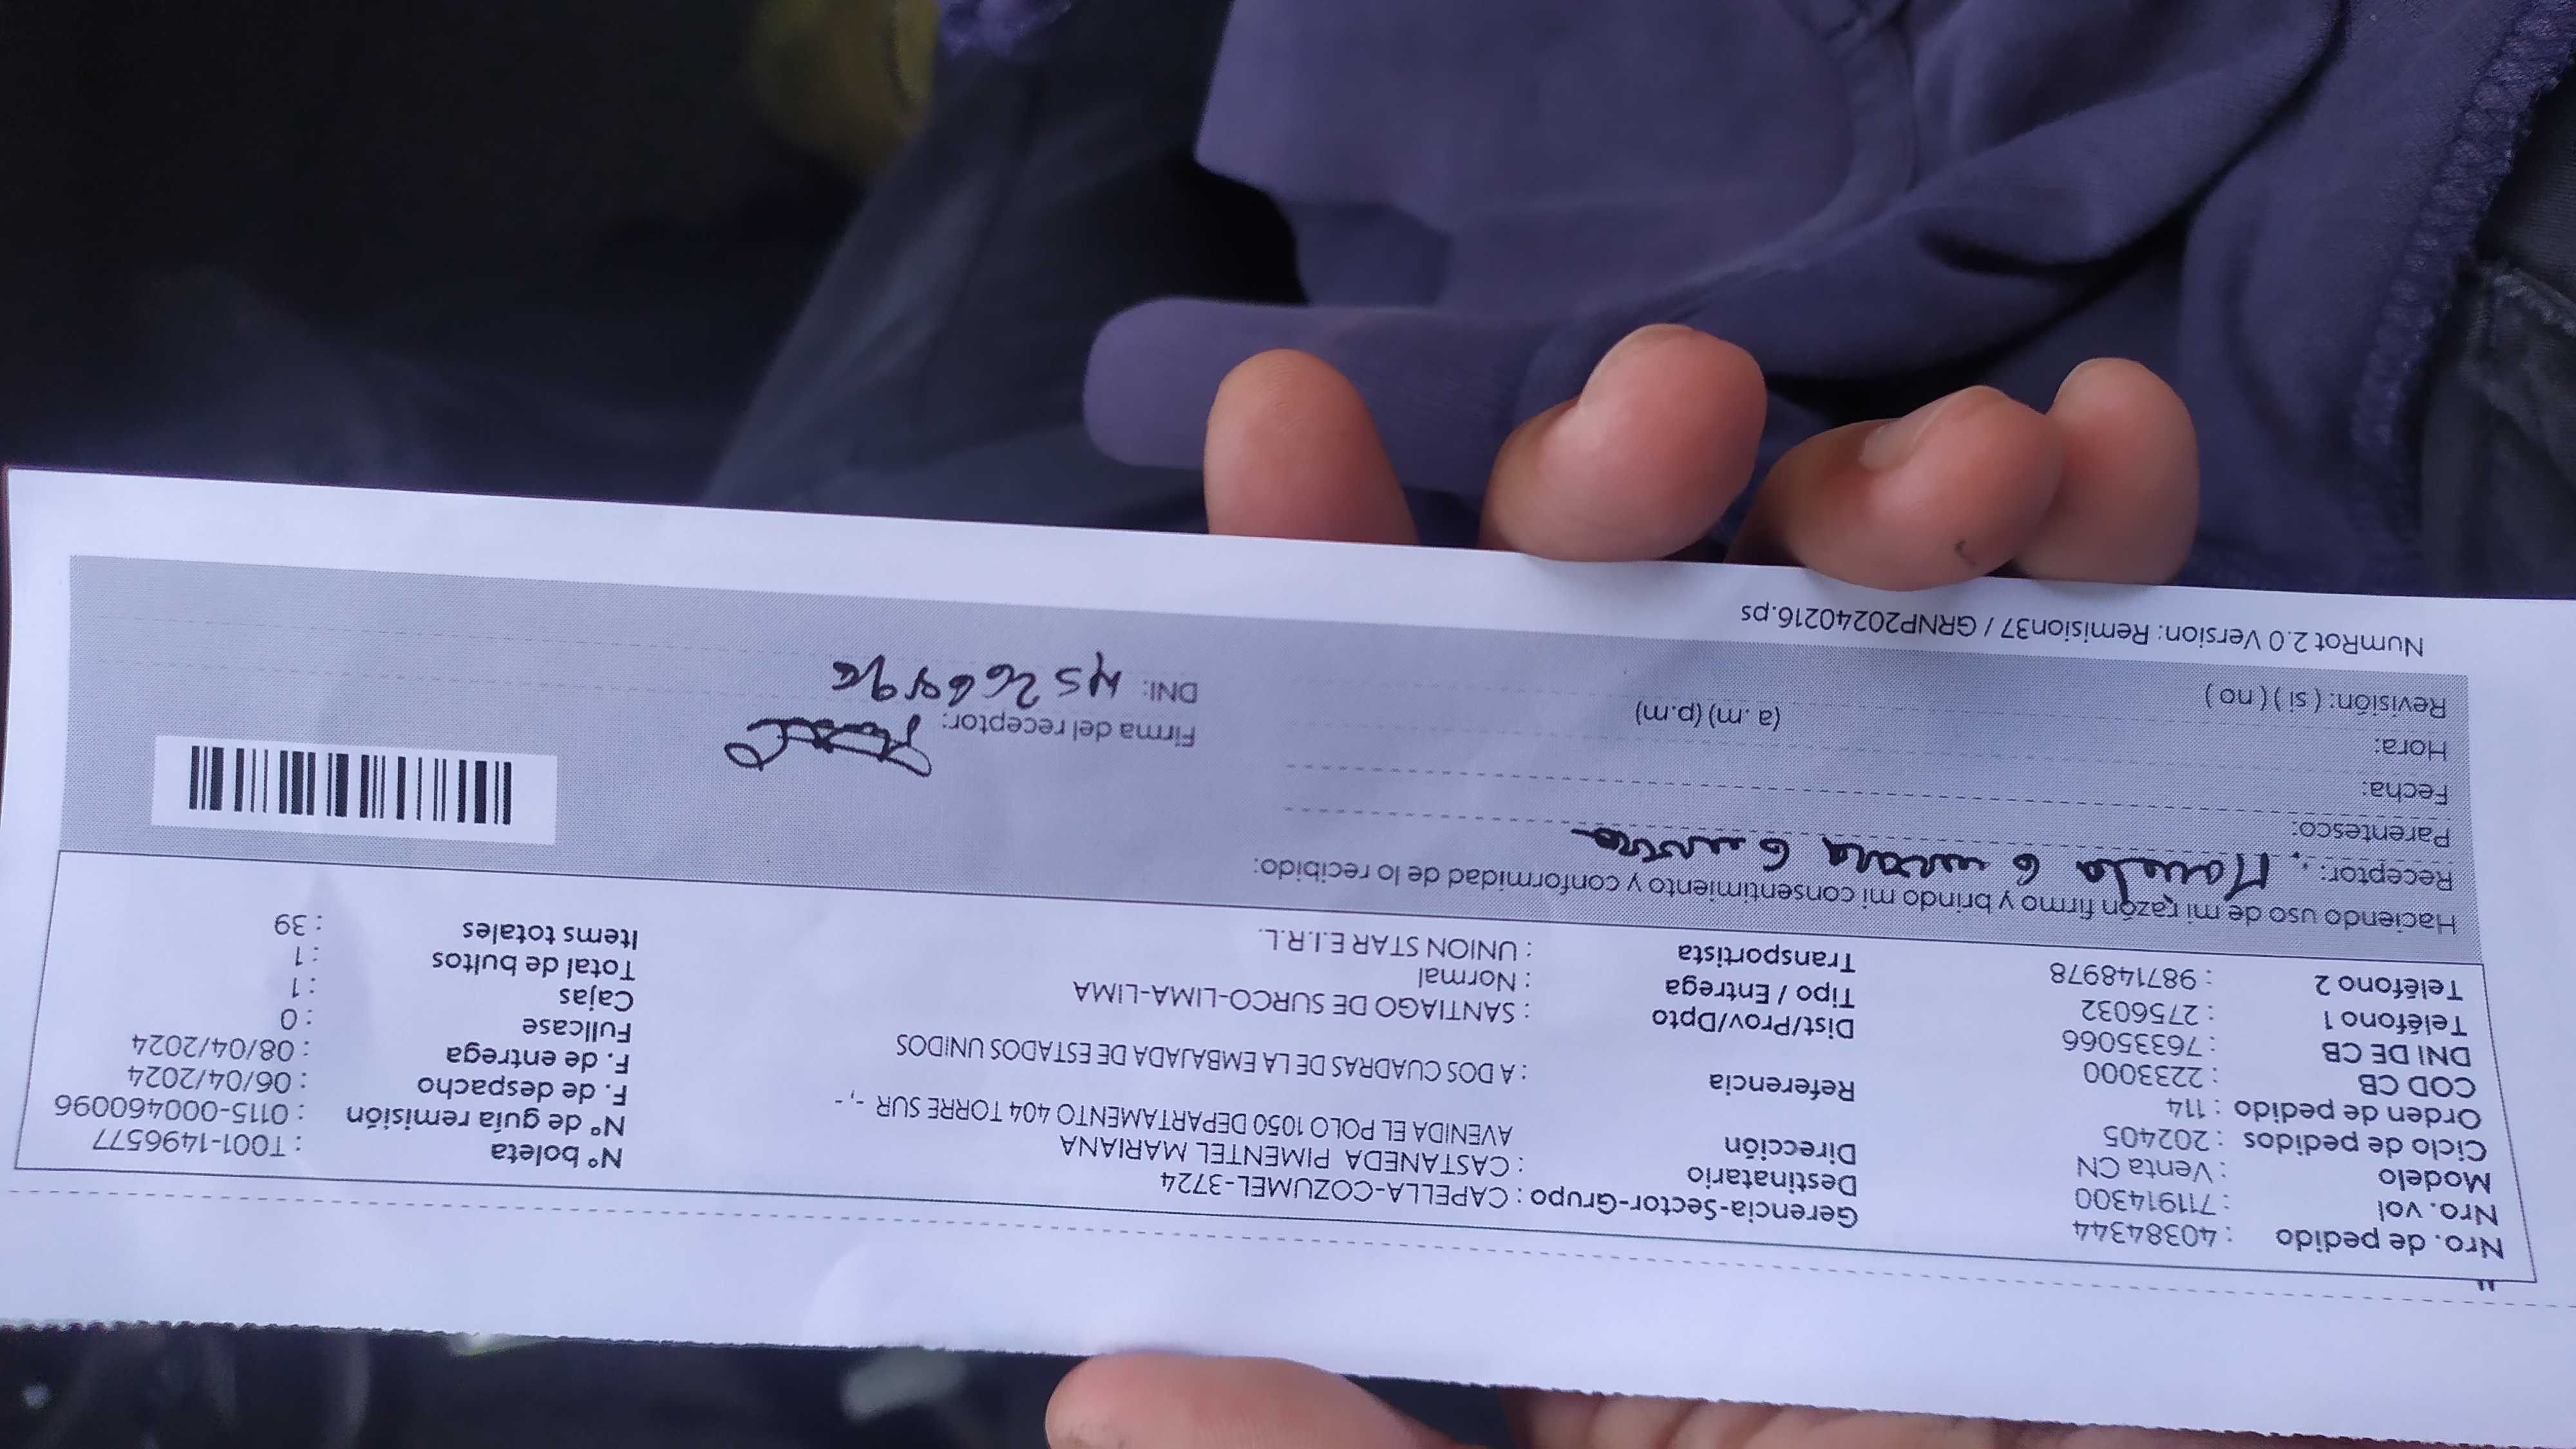 Nro. de pedido : 40384344
Nro. vol : 711914300
Modelo : Venta CN
Ciclo de pedidos : 202405
Orden de pedido : 114
COD CB : 2233000
DNI DE CB : 76335066
Teléfono 1 : 2756032
Teléfono 2 : 987148978
Gerencia-Sector-Grupo : CAPELLA-COZUMEL-3724
Destinatario : CASTANEDA PIMENTEL MARIANA
Dirección AVENIDA EL POLO 1050 DEPARTAMENTO 404 TORRE SUR -,-
Referencia : A DOS CUADRAS DE LA EMBAJADA DE ESTADOS UNIDOS
Dist/Prov/Dpto : SANTIAGO DE SURCO-LIMA-LIMA
Tipo / Entrega : Normal
Transportista : UNION STAR E.I.R.L.
N° boleta : T001-1496577
N° de guía remisión : 0115-000460096
F. de despacho : 06/04/2024
F. de entrega : 08/04/2024
Fullcase : 0
Cajas : 1
Total de bultos : 1
Items totales : 39
Haciendo uso de mi razón firmo y brindo mi consentimiento y conformidad de lo recibido:
Receptor:
Parentesco:
Fecha:
Hora: (a.m) (p.m)
Revisión: ( si ) ( no )
Firma del receptor:
DNI:
NumRot 2.0 Version: Remision37 / GRNP20240216.ps